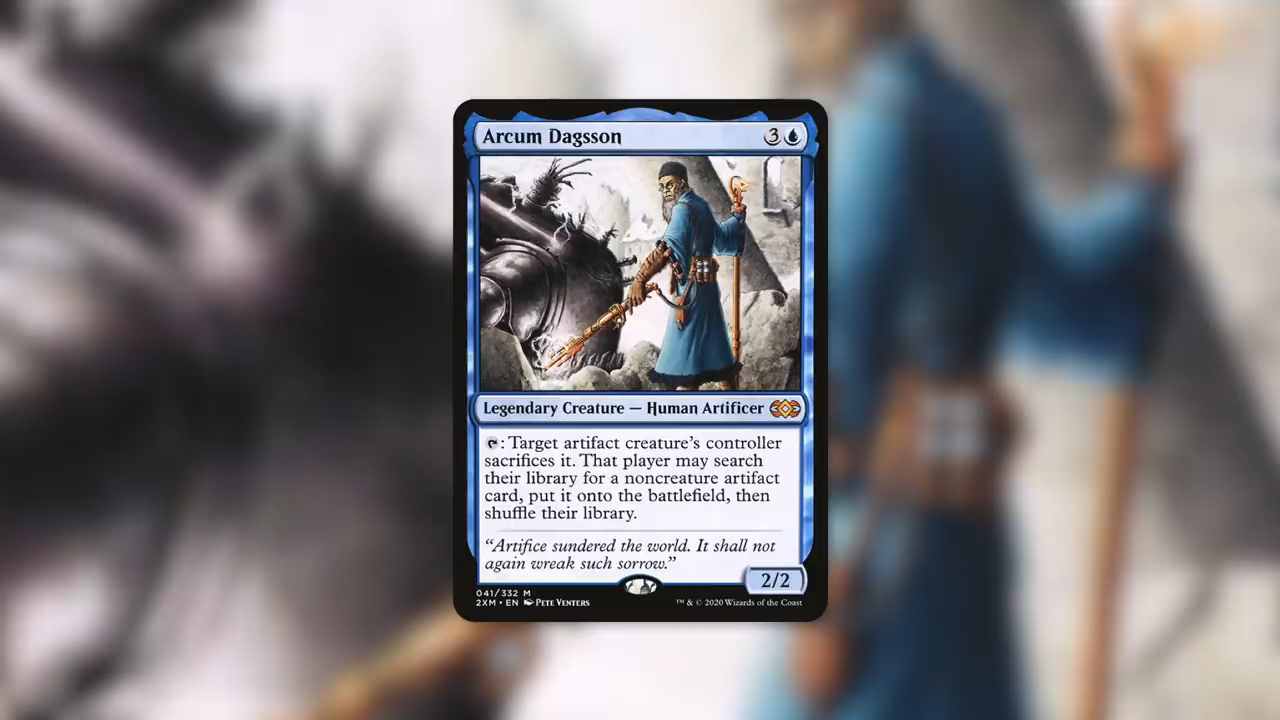 Arcum Dagsson 3
Legendary Creature — Human Artificer
: Target artifact creature's controller
sacrifices it. That player may search
their library for a noncreature artifact
card, put it onto the battlefield, then
shuffle their library.
“Artifice sundered the world. It shall not
again wreak such sorrow.”
2/2
041/332 M
2XM • EN Pete Venters
™ & © 2020 Wizards of the Coast